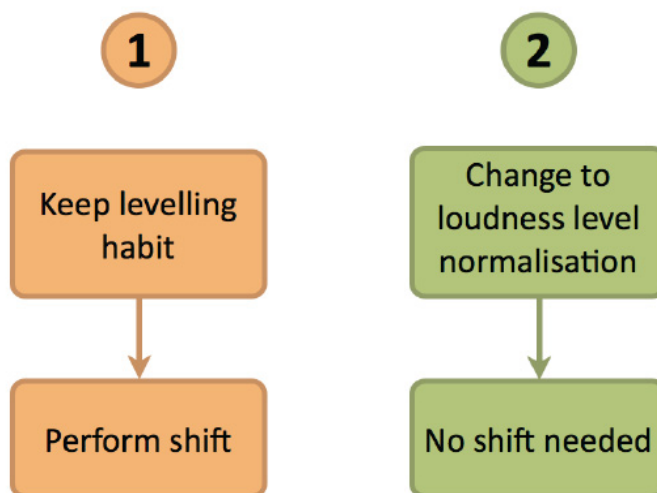 1
Keep levelling
habit
Perform shift
2
Change to
loudness level
normalisation
No shift needed